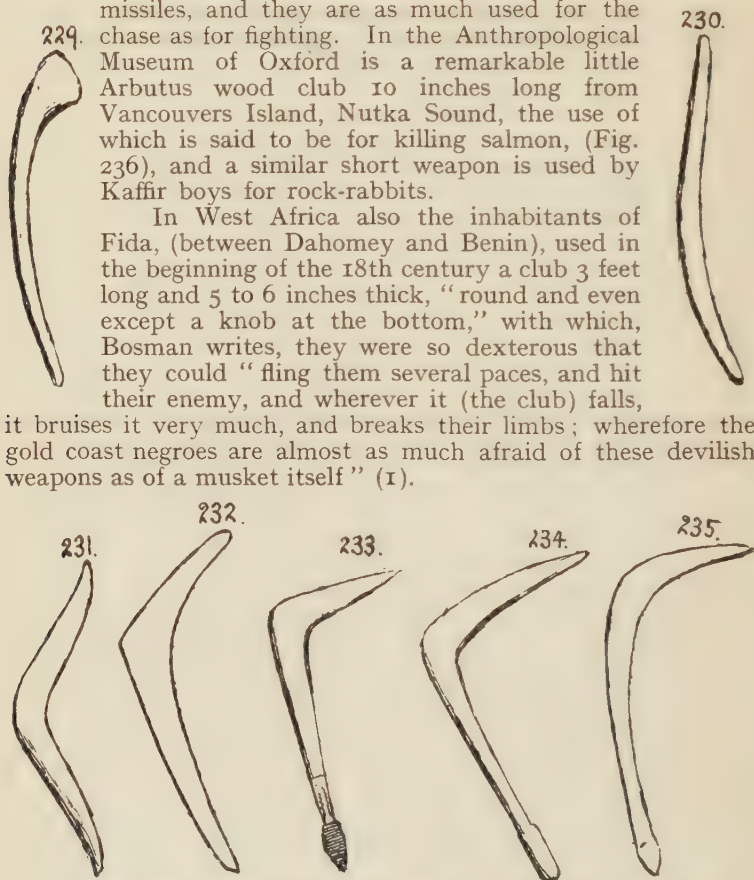 missiles, and they are as much used for the
229. chase as for fighting. In the Anthropological
230.
Museum of Oxford is a remarkable little
Arbutus wood club 10 inches long from
Vancouvers Island, Nutka Sound, the use of
which is said to be for killing salmon, (Fig.
236), and a similar short weapon is used by
Kaffir boys for rock-rabbits.
In West Africa also the inhabitants of
Fida, (between Dahomey and Benin), used in
the beginning of the 18th century a club 3 feet
long and 5 to 6 inches thick, “round and even
except a knob at the bottom,” with which,
Bosman writes, they were so dexterous that
they could “fling them several paces, and hit
their enemy, and wherever it (the club) falls,
it bruises it very much, and breaks their limbs; wherefore the
gold coast negroes are almost as much afraid of these devilish
weapons as of a musket itself” (1).
231. 232. 233. 234. 235.